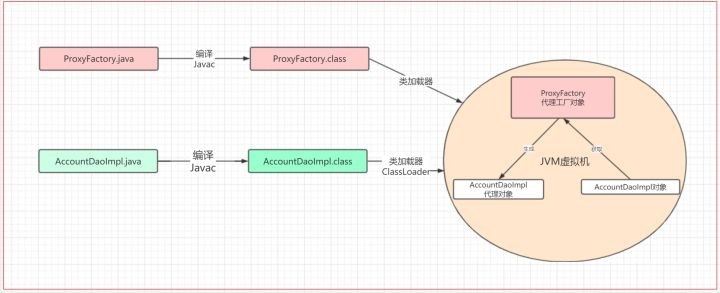 ProxyFactory.java
编译
Javac
ProxyFactory.class
类加载器
ProxyFactory
代理工厂对象
AccountDaoImpl.java
编译
Javac
AccountDaoImpl.class
类加载器
ClassLoader
生成
获取
JVM虚拟机
AccountDaoImpl
代理对象
AccountDaoImpl对象